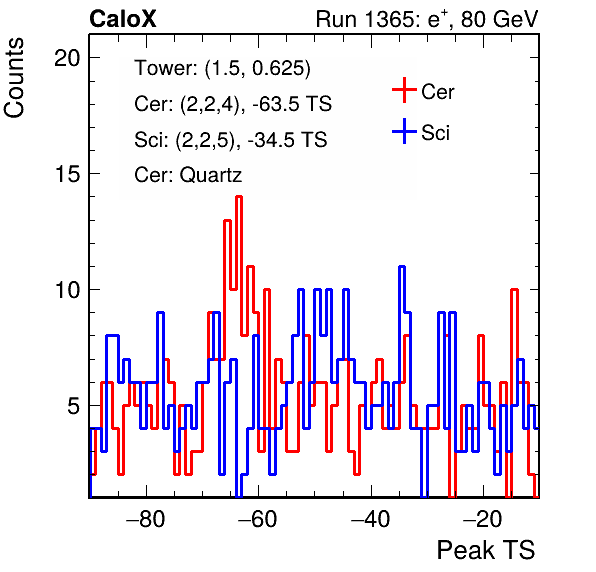 CaloX Run 1365: e⁺, 80 GeV
Counts
20
15
10
5
Tower: (1.5, 0.625)
Cer: (2,2,4), -63.5 TS
Sci: (2,2,5), -34.5 TS
Cer: Quartz
Cer
Sci
−80 −60 −40 −20
Peak TS